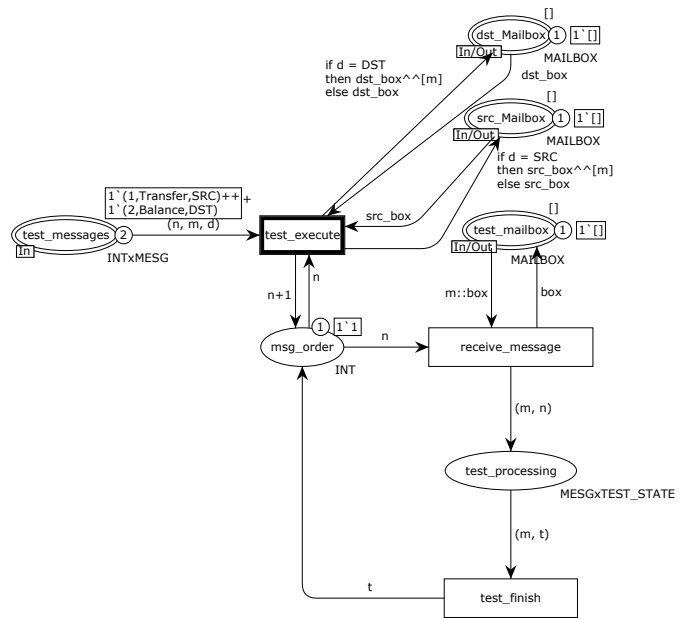 []
dst_Mailbox
1
1`[]
In/Out
MAILBOX
if d = DST
then dst_box^^[m]
else dst_box
dst_box
[]
src_Mailbox
1
1`[]
In/Out
MAILBOX
if d = SRC
then src_box^^[m]
else src_box
1`(1,Transfer,SRC)++
1`(2,Balance,DST)
+
test_messages
2
(n, m, d)
In
INTxMESG
test_execute
src_box
[]
test_mailbox
1
1`[]
In/Out
MAILBOX
n+1
n
m::box
box
1
1`1
msg_order
INT
n
receive_message
(m, n)
test_processing
MESGxTEST_STATE
(m, t)
t
test_finish